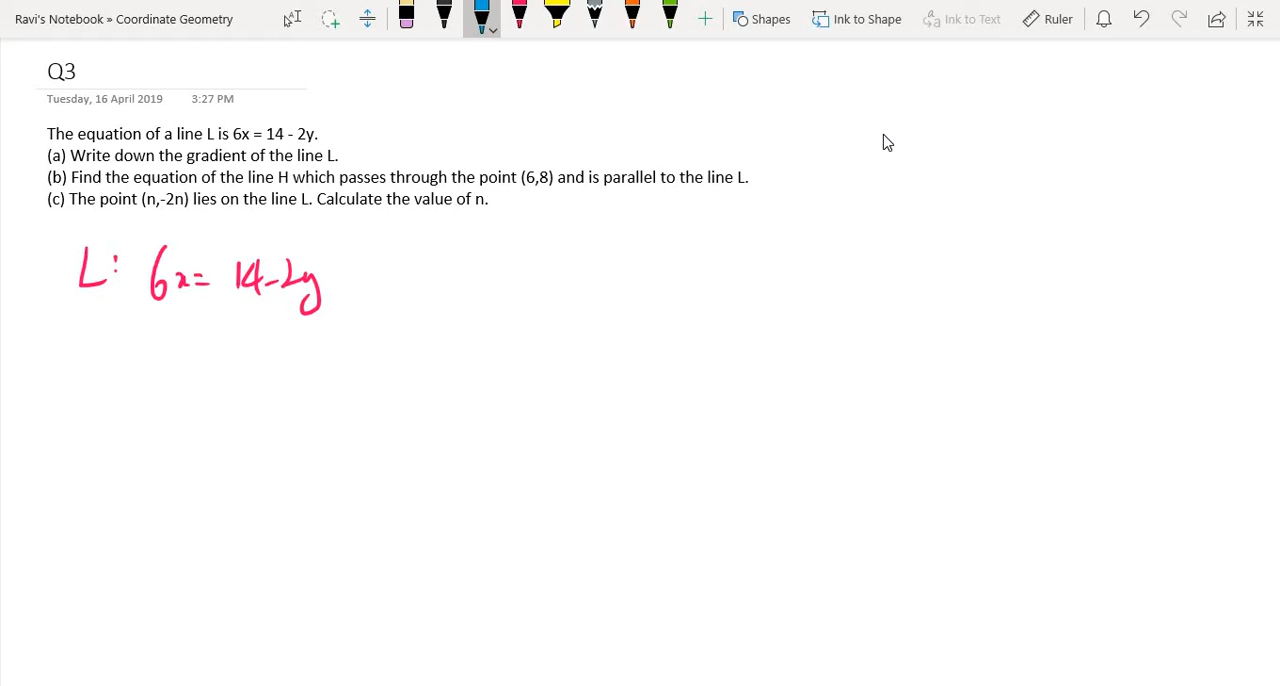 Ravi's Notebook » Coordinate Geometry
Shapes
Ink to Shape
Ink to Text
Ruler
Q3
Tuesday, 16 April 2019 3:27 PM
The equation of a line L is 6x = 14 - 2y.
(a) Write down the gradient of the line L.
(b) Find the equation of the line H which passes through the point (6,8) and is parallel to the line L.
(c) The point (n,-2n) lies on the line L. Calculate the value of n.
L: 6x = 14-2y